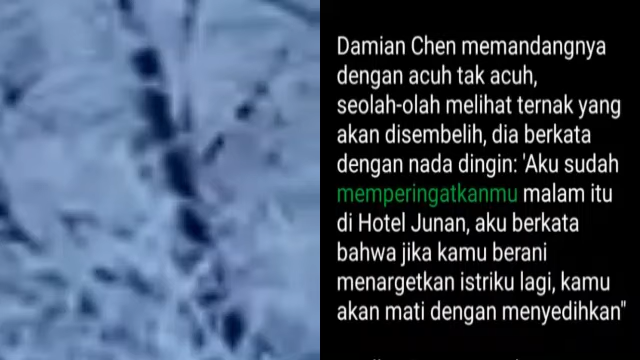 Damian Chen memandangnya
dengan acuh tak acuh,
seolah-olah melihat ternak yang
akan disembelih, dia berkata
dengan nada dingin: 'Aku sudah
memperingatkanmu malam itu
di Hotel Junan, aku berkata
bahwa jika kamu berani
menargetkan istriku lagi, kamu
akan mati dengan menyedihkan"